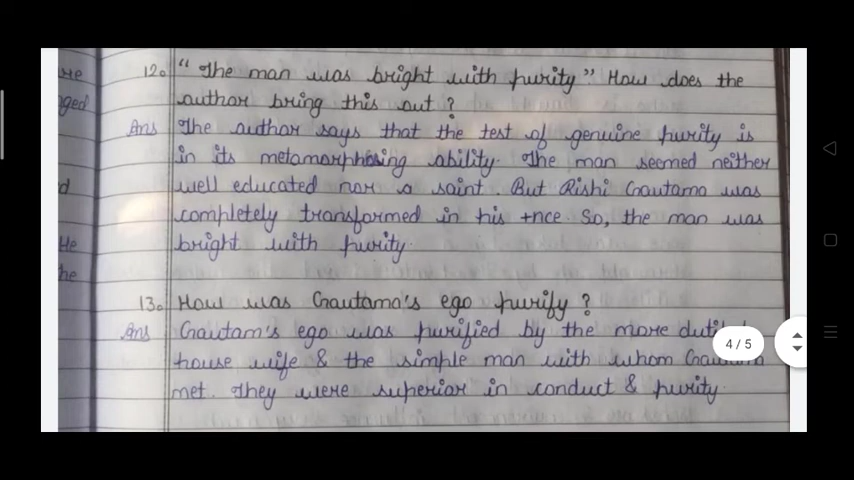 ure
nged
d
He
he
12. "The man was bright with purity" How does the
author bring this out?
Ans The author says that the test of genuine purity is
in its metamorphosing ability. The man seemed neither
well educated nor a saint. But Rishi Gautama was
completely transformed in his +nce So, the man was
bright with purity.
13. How was Gautama's ego purify?
Ans Gautam's ego was purified by the more
house wife & the simple man with whom
met. They were superior in conduct & purity.
4/5